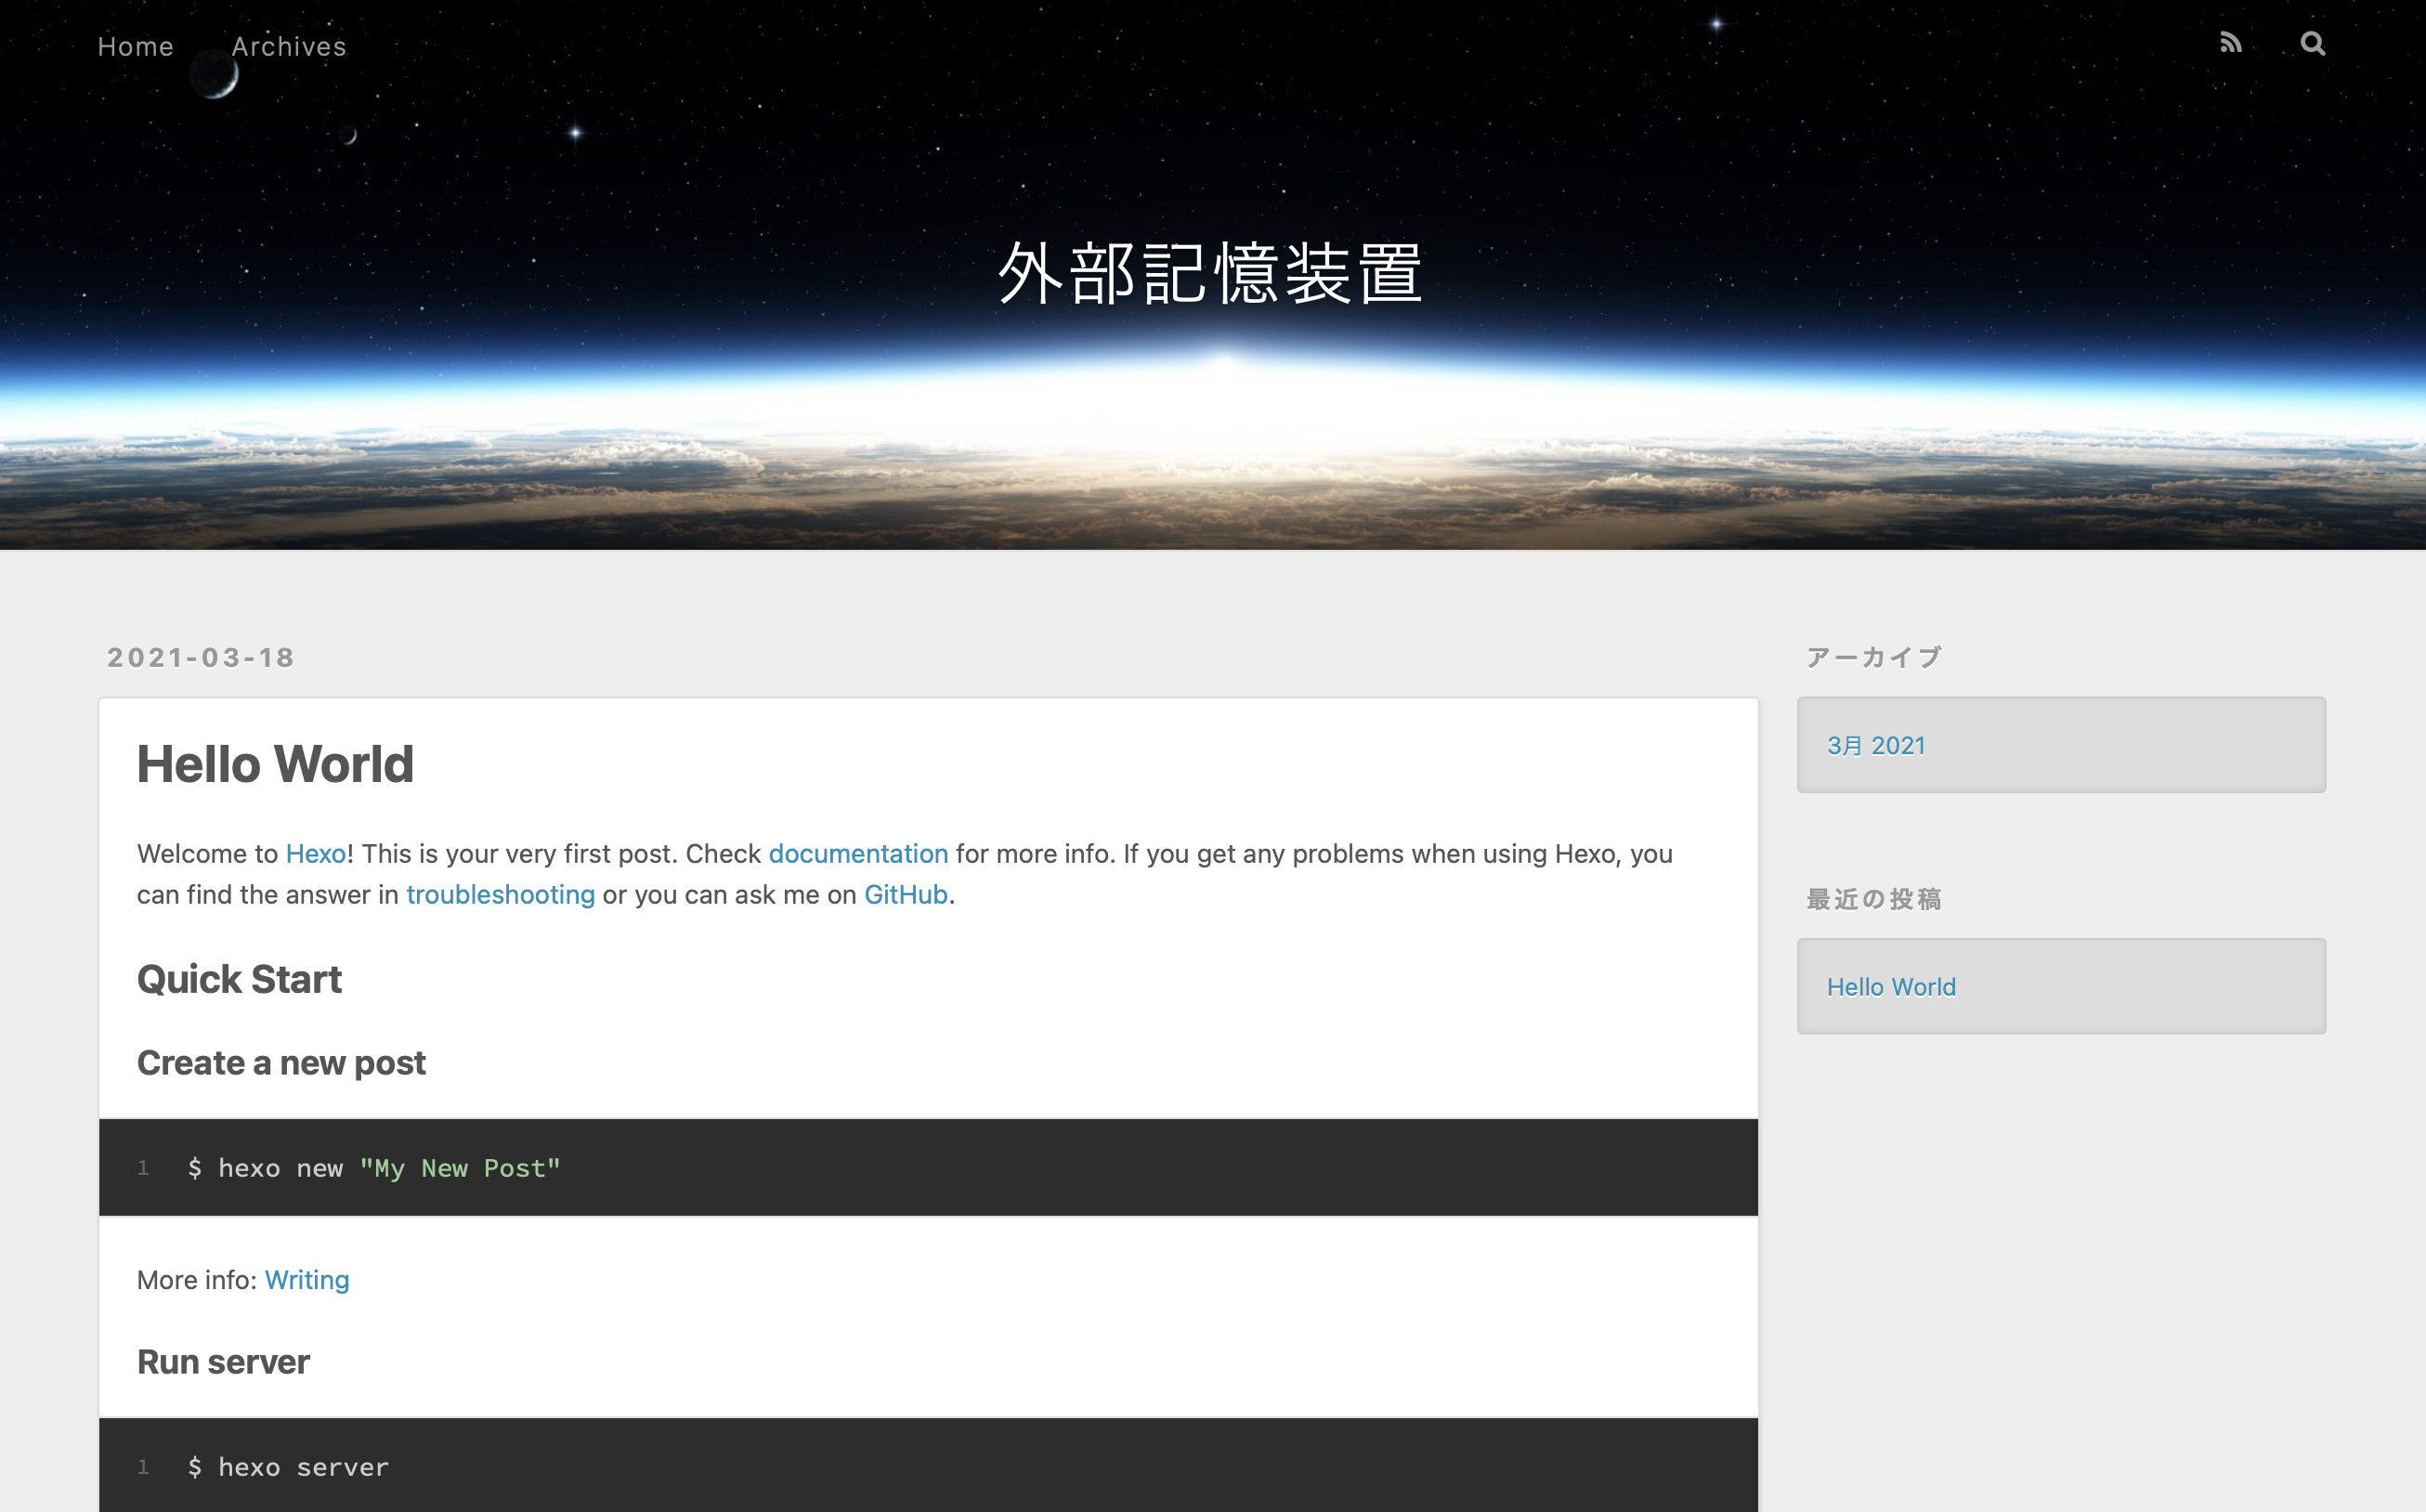 Home Archives
外部記憶装置
2021-03-18
Hello World
Welcome to Hexo! This is your very first post. Check documentation for more info. If you get any problems when using Hexo, you
can find the answer in troubleshooting or you can ask me on GitHub.
Quick Start
Create a new post
1 $ hexo new "My New Post"
More info: Writing
Run server
1 $ hexo server
アーカイブ
3月 2021
最近の投稿
Hello World